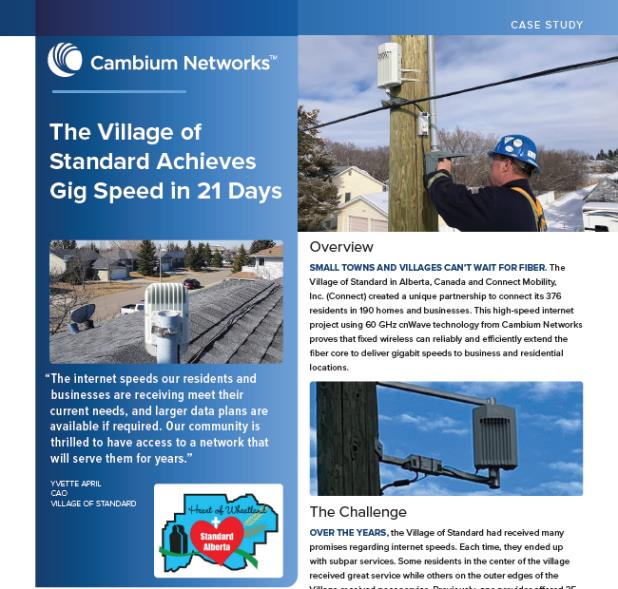 CASE STUDY
Cambium Networks™
The Village of
Standard Achieves
Gig Speed in 21 Days
“The internet speeds our residents and
businesses are receiving meet their
current needs, and larger data plans are
available if required. Our community is
thrilled to have access to a network that
will serve them for years.”
YVETTE APRIL
CAO
VILLAGE OF STANDARD
Heart of Wheatland
Standard
Alberta
Overview
SMALL TOWNS AND VILLAGES CAN’T WAIT FOR FIBER. The
Village of Standard in Alberta, Canada and Connect Mobility,
Inc. (Connect) created a unique partnership to connect its 376
residents in 190 homes and businesses. This high-speed internet
project using 60 GHz cnWave technology from Cambium Networks
proves that fixed wireless can reliably and efficiently extend the
fiber core to deliver gigabit speeds to business and residential
locations.
The Challenge
OVER THE YEARS, the Village of Standard had received many
promises regarding internet speeds. Each time, they ended up
with subpar services. Some residents in the center of the village
received great service while others on the outer edges of the